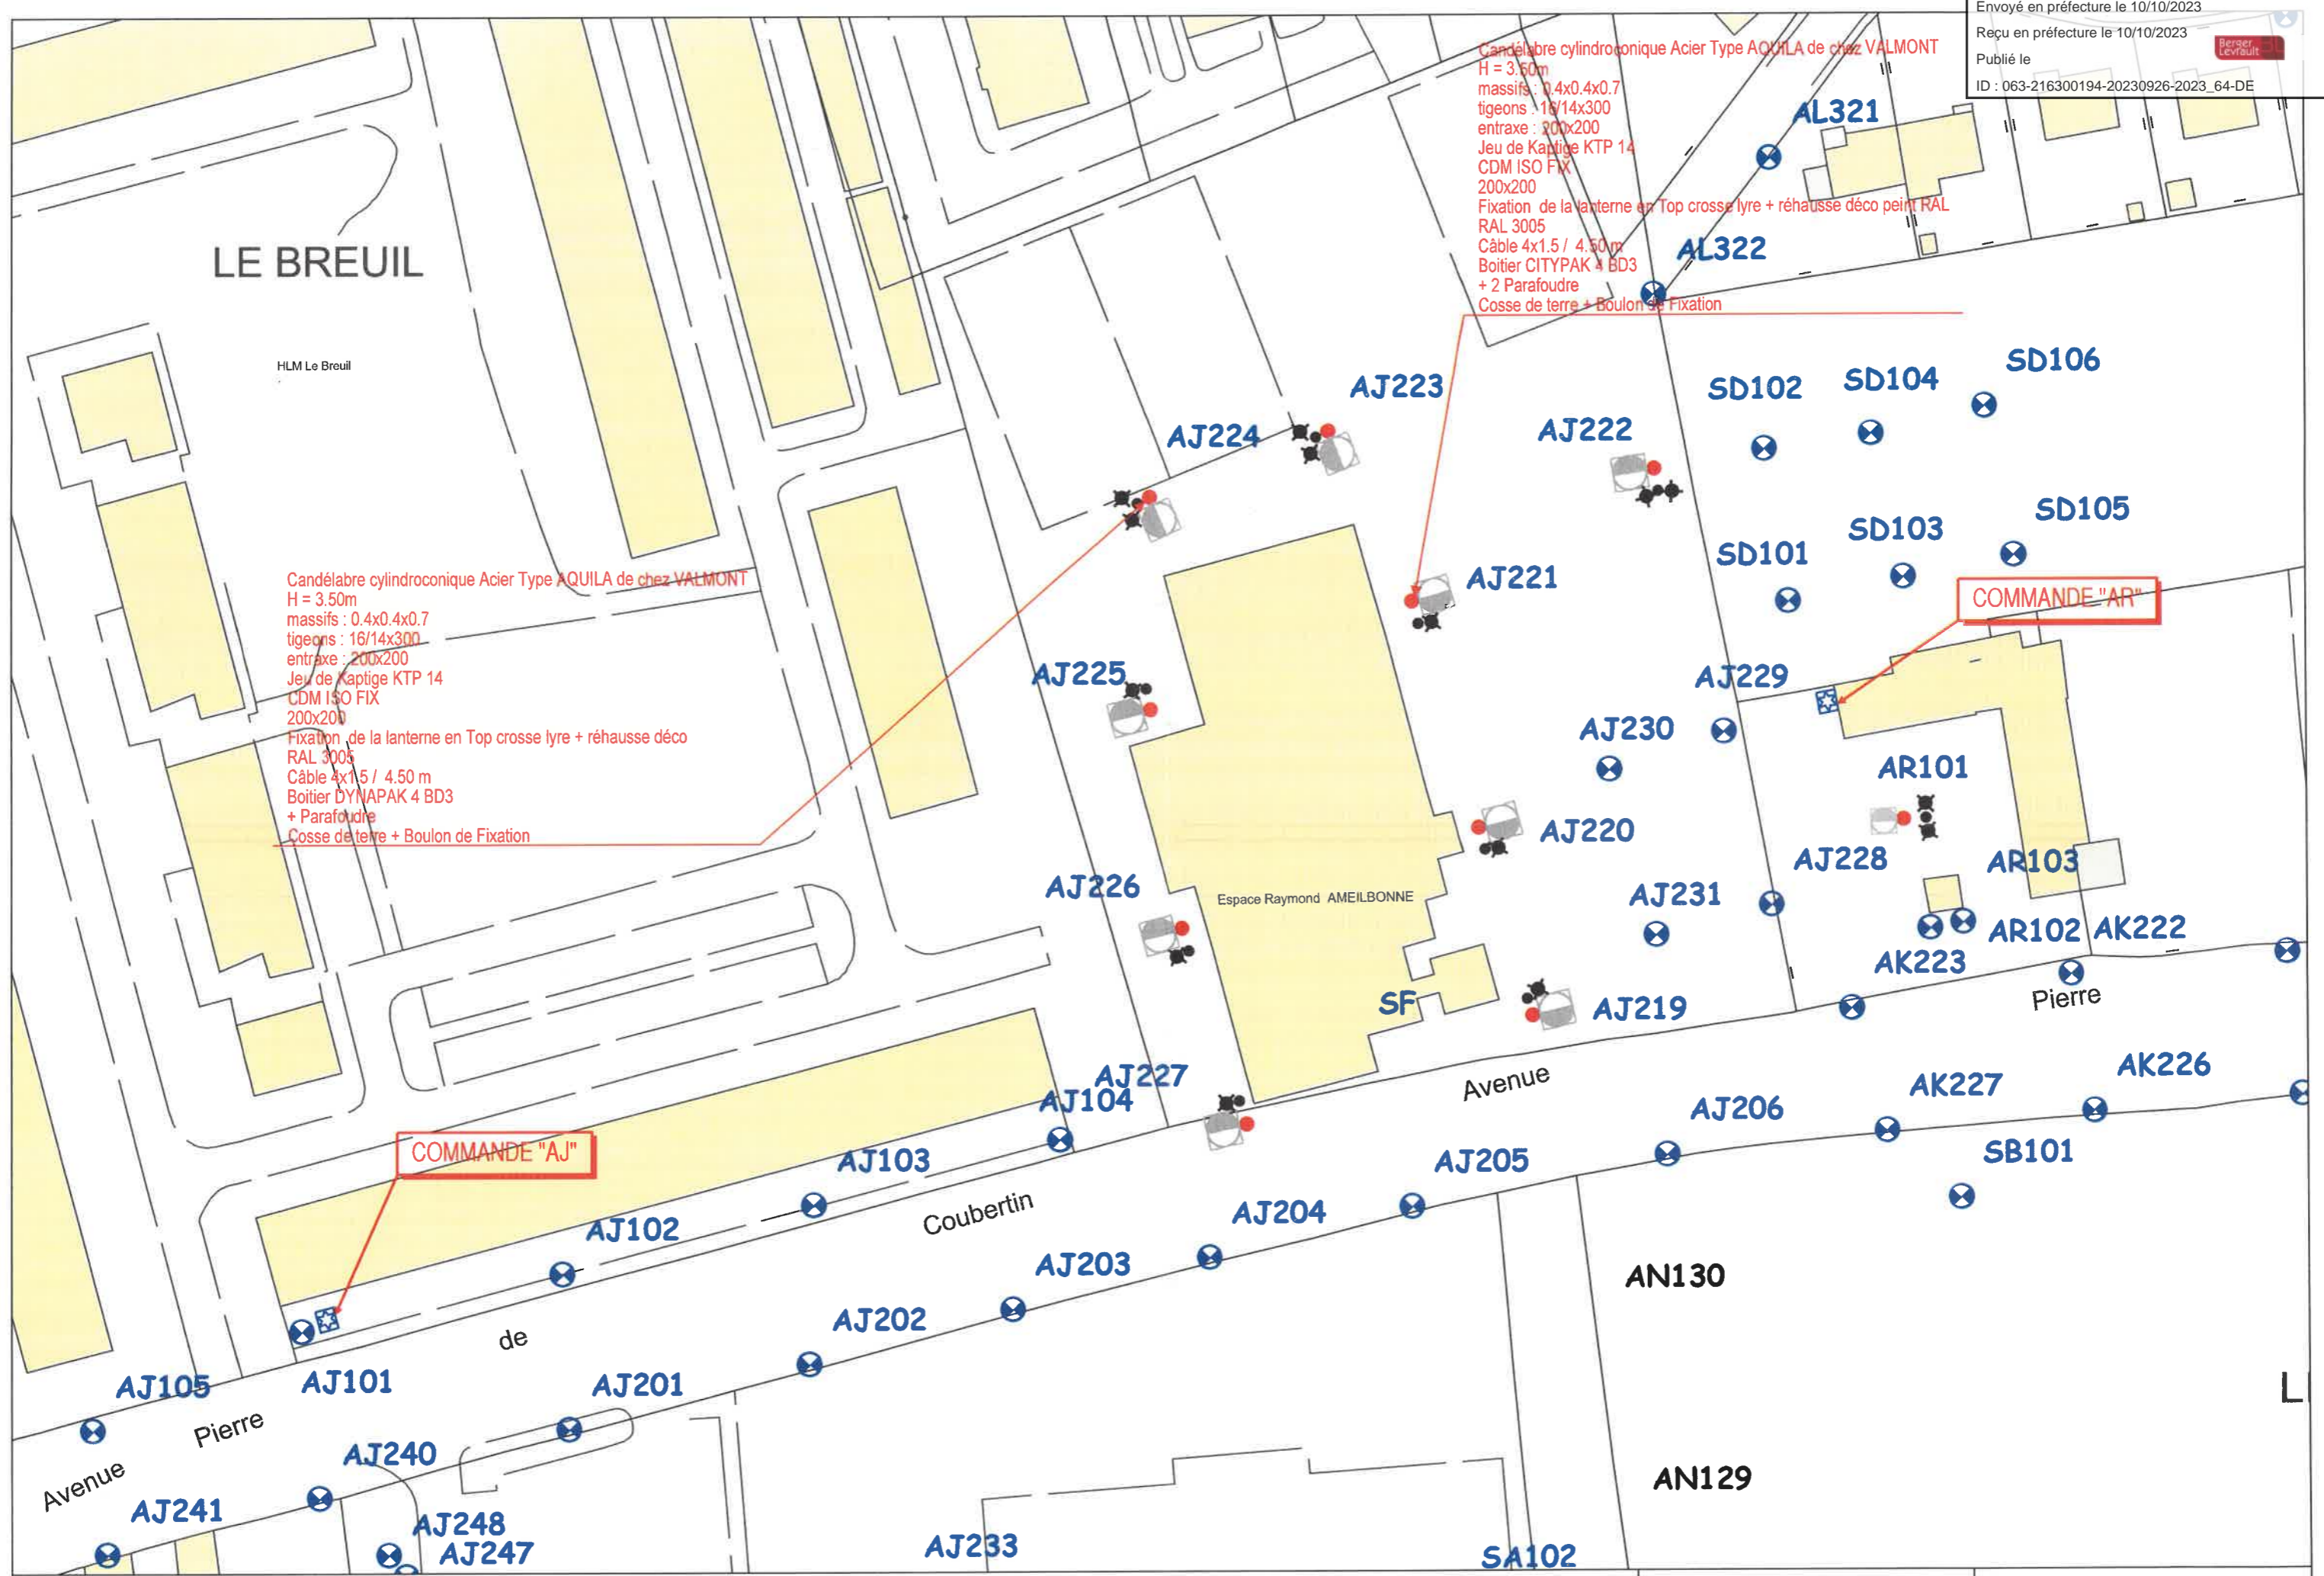 Envoyé en préfecture le 10/10/2023
Reçu en préfecture le 10/10/2023
Publié le
Berger
Levrault
ID : 063-216300194-20230926-2023_64-DE
Candélabre cylindroconique Acier Type AQUILA de chez VALMONT
H = 3.50m
massifs : 0.4x0.4x0.7
tigeons : 16/14x300
entraxe : 200x200
Jeu de Kaptige KTP 14
CDM ISO FIX
200x200
Fixation de la lanterne en Top crosse lyre + réhausse déco peint RAL
RAL 3005
Câble 4x1.5 / 4.50 m
Boitier CITYPAK 4 BD3
+ 2 Parafoudre
Cosse de terre + Boulon de Fixation
AL321
AL322
LE BREUIL
HLM Le Breuil
SD106
SD104
SD102
AJ223
AJ222
AJ224
SD105
SD103
SD101
AJ221
COMMANDE "AR"
Candélabre cylindroconique Acier Type AQUILA de chez VALMONT
H = 3.50m
massifs : 0.4x0.4x0.7
tigeons : 16/14x300
entraxe : 200x200
Jeu de Kaptige KTP 14
CDM ISO FIX
200x200
Fixation de la lanterne en Top crosse lyre + réhausse déco
RAL 3005
Câble 4x1.5 / 4.50 m
Boitier DYNAPAK 4 BD3
+ Parafoudre
Cosse de terre + Boulon de Fixation
AJ225
AJ229
AJ230
AR101
AJ220
AJ228
AR103
AJ226
Espace Raymond AMEILBONNE
AJ231
AR102
AK222
AK223
SF
AJ219
Pierre
Avenue
AJ227
AJ104
AK226
AK227
AJ206
SB101
COMMANDE "AJ"
AJ103
AJ205
Coubertin
AJ204
AJ102
AJ203
AN130
AJ202
de
AJ105
AJ101
AJ201
Pierre
L
AJ240
Avenue
AN129
AJ241
AJ248
AJ247
AJ233
SA102